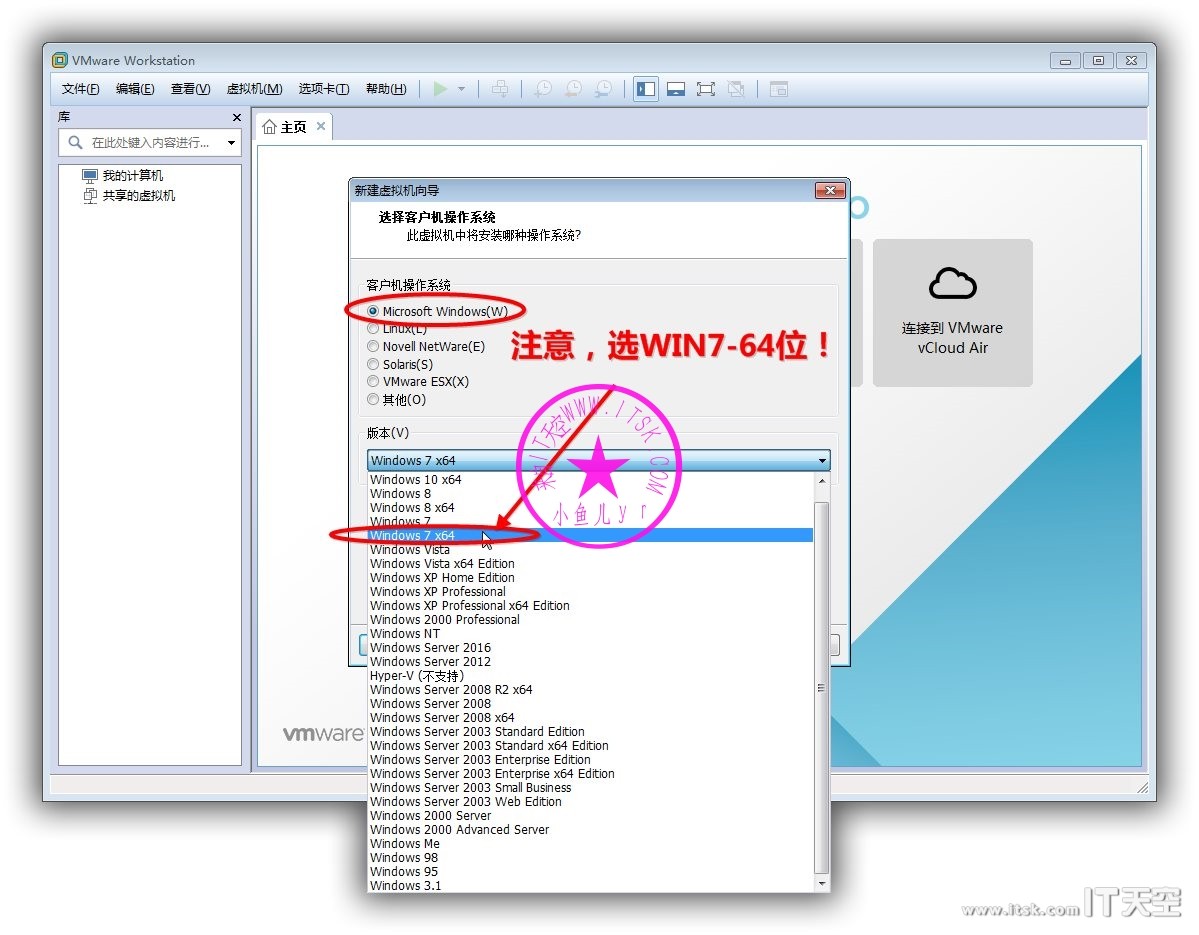 VMware Workstation
文件(F) 编辑(E) 查看(V) 虚拟机(M) 选项卡(T) 帮助(H)
库
在此处键入内容进行...
我的计算机
共享的虚拟机
主页
新建虚拟机向导
选择客户机操作系统
此虚拟机中将安装哪种操作系统?
客户机操作系统
Microsoft Windows(W)
Linux(L)
Novell NetWare(E)
Solaris(S)
VMware ESX(X)
其他(O)
注意，选WIN7-64位！
版本(V)
Windows 7 x64
Windows 10 x64
Windows 8
Windows 8 x64
Windows 7
Windows 7 x64
Windows Vista
Windows Vista x64 Edition
Windows XP Home Edition
Windows XP Professional
Windows XP Professional x64 Edition
Windows 2000 Professional
Windows NT
Windows Server 2016
Windows Server 2012
Hyper-V (不支持)
Windows Server 2008 R2 x64
Windows Server 2008
Windows Server 2008 x64
Windows Server 2003 Standard Edition
Windows Server 2003 Standard x64 Edition
Windows Server 2003 Enterprise Edition
Windows Server 2003 Enterprise x64 Edition
Windows Server 2003 Small Business
Windows Server 2003 Web Edition
Windows 2000 Server
Windows 2000 Advanced Server
Windows Me
Windows 98
Windows 95
Windows 3.1
连接到 VMware
vCloud Air
vmware
IT天空WWW.ITSK COM
小鱼儿yr
www.itsk.com IT天空